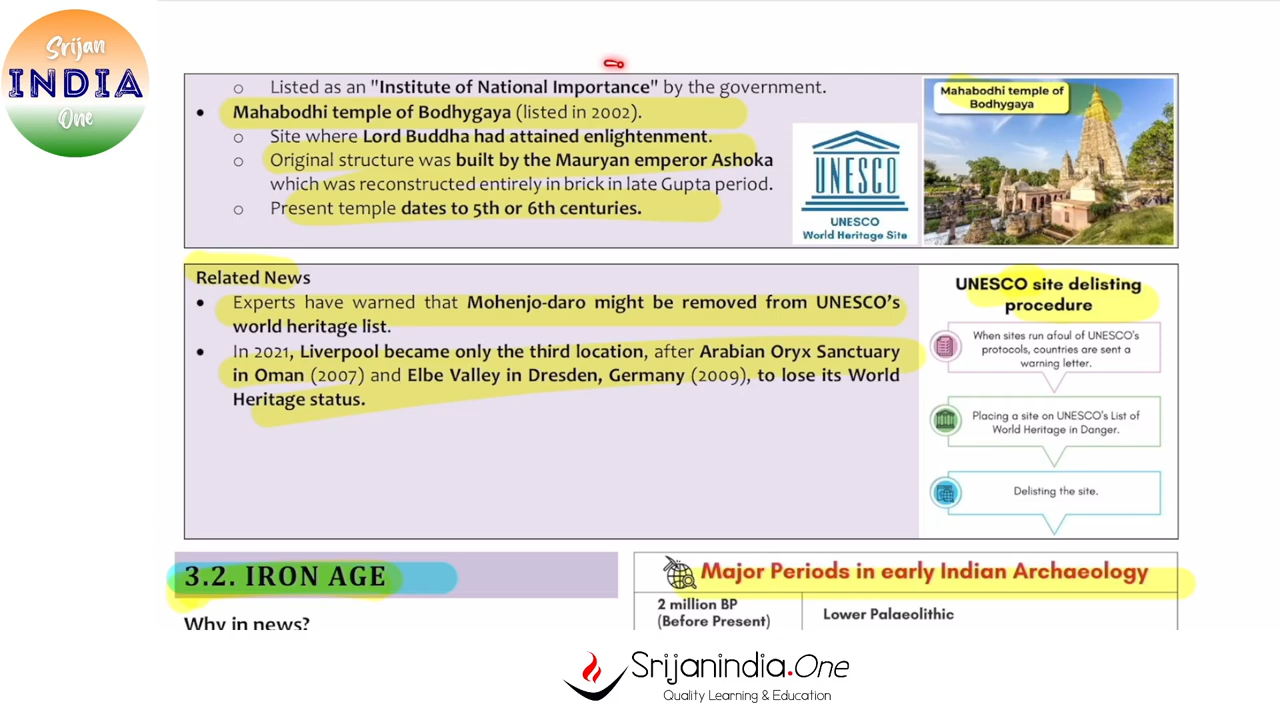 Srijan
INDIA
One
○ Listed as an "Institute of National Importance" by the government.
• Mahabodhi temple of Bodhygaya (listed in 2002).
○ Site where Lord Buddha had attained enlightenment.
○ Original structure was built by the Mauryan emperor Ashoka
which was reconstructed entirely in brick in late Gupta period.
○ Present temple dates to 5th or 6th centuries.
UNESCO
UNESCO
World Heritage Site
Mahabodhi temple of
Bodhygaya
Related News
• Experts have warned that Mohenjo-daro might be removed from UNESCO's
world heritage list.
• In 2021, Liverpool became only the third location, after Arabian Oryx Sanctuary
in Oman (2007) and Elbe Valley in Dresden, Germany (2009), to lose its World
Heritage status.
UNESCO site delisting
procedure
When sites run afoul of UNESCO's
protocols, countries are sent a
warning letter.
Placing a site on UNESCO's List of
World Heritage in Danger.
Delisting the site.
3.2. IRON AGE
Why in news?
Major Periods in early Indian Archaeology
2 million BP
(Before Present)
Lower Palaeolithic
Srijanindia.One
Quality Learning & Education